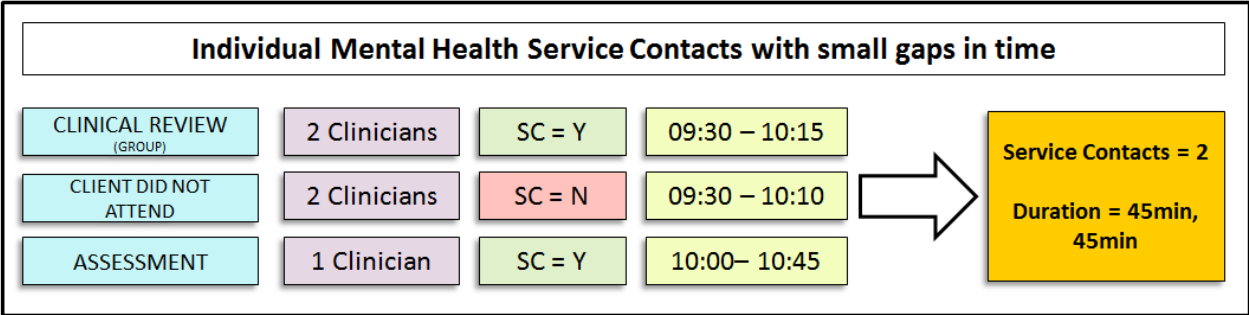 Individual Mental Health Service Contacts with small gaps in time
CLINICAL REVIEW
(GROUP)
2 Clinicians
SC = Y
09:30 – 10:15
CLIENT DID NOT
ATTEND
2 Clinicians
SC = N
09:30 – 10:10
ASSESSMENT
1 Clinician
SC = Y
10:00– 10:45
Service Contacts = 2
Duration = 45min,
45min